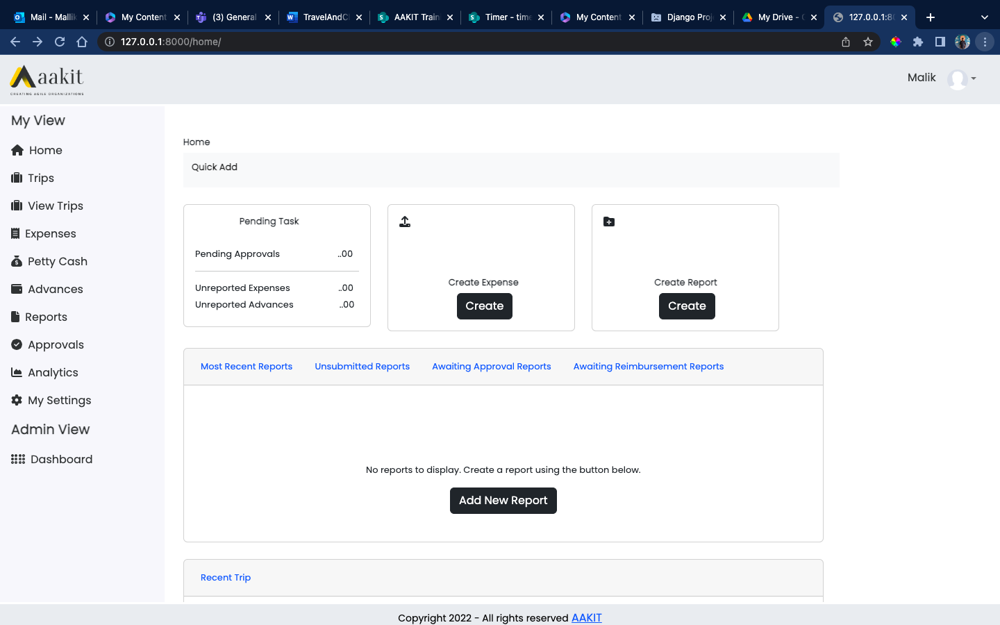 Mail - Mallik
My Content
(3) General
TravelAndCl
AAKIT Train
Timer - time
My Content
Django Proj
My Drive - G
127.0.0.1:80
127.0.0.1:8000/home/
aakit
CREATING AGILE ORGANIZATIONS
Malik
My View
Home
Trips
View Trips
Expenses
Petty Cash
Advances
Reports
Approvals
Analytics
My Settings
Admin View
Dashboard
Home
Quick Add
Pending Task
Pending Approvals ..00
Unreported Expenses ..00
Unreported Advances ..00
Create Expense
Create
Create Report
Create
Most Recent Reports Unsubmitted Reports Awaiting Approval Reports Awaiting Reimbursement Reports
No reports to display. Create a report using the button below.
Add New Report
Recent Trip
Copyright 2022 - All rights reserved AAKIT